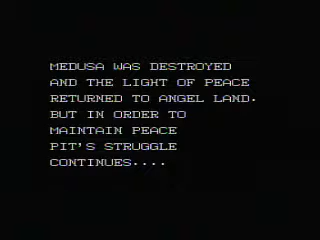 MEDUSA WAS DESTROYED
AND THE LIGHT OF PEACE
RETURNED TO ANGEL LAND.
BUT IN ORDER TO
MAINTAIN PEACE
PIT'S STRUGGLE
CONTINUES....